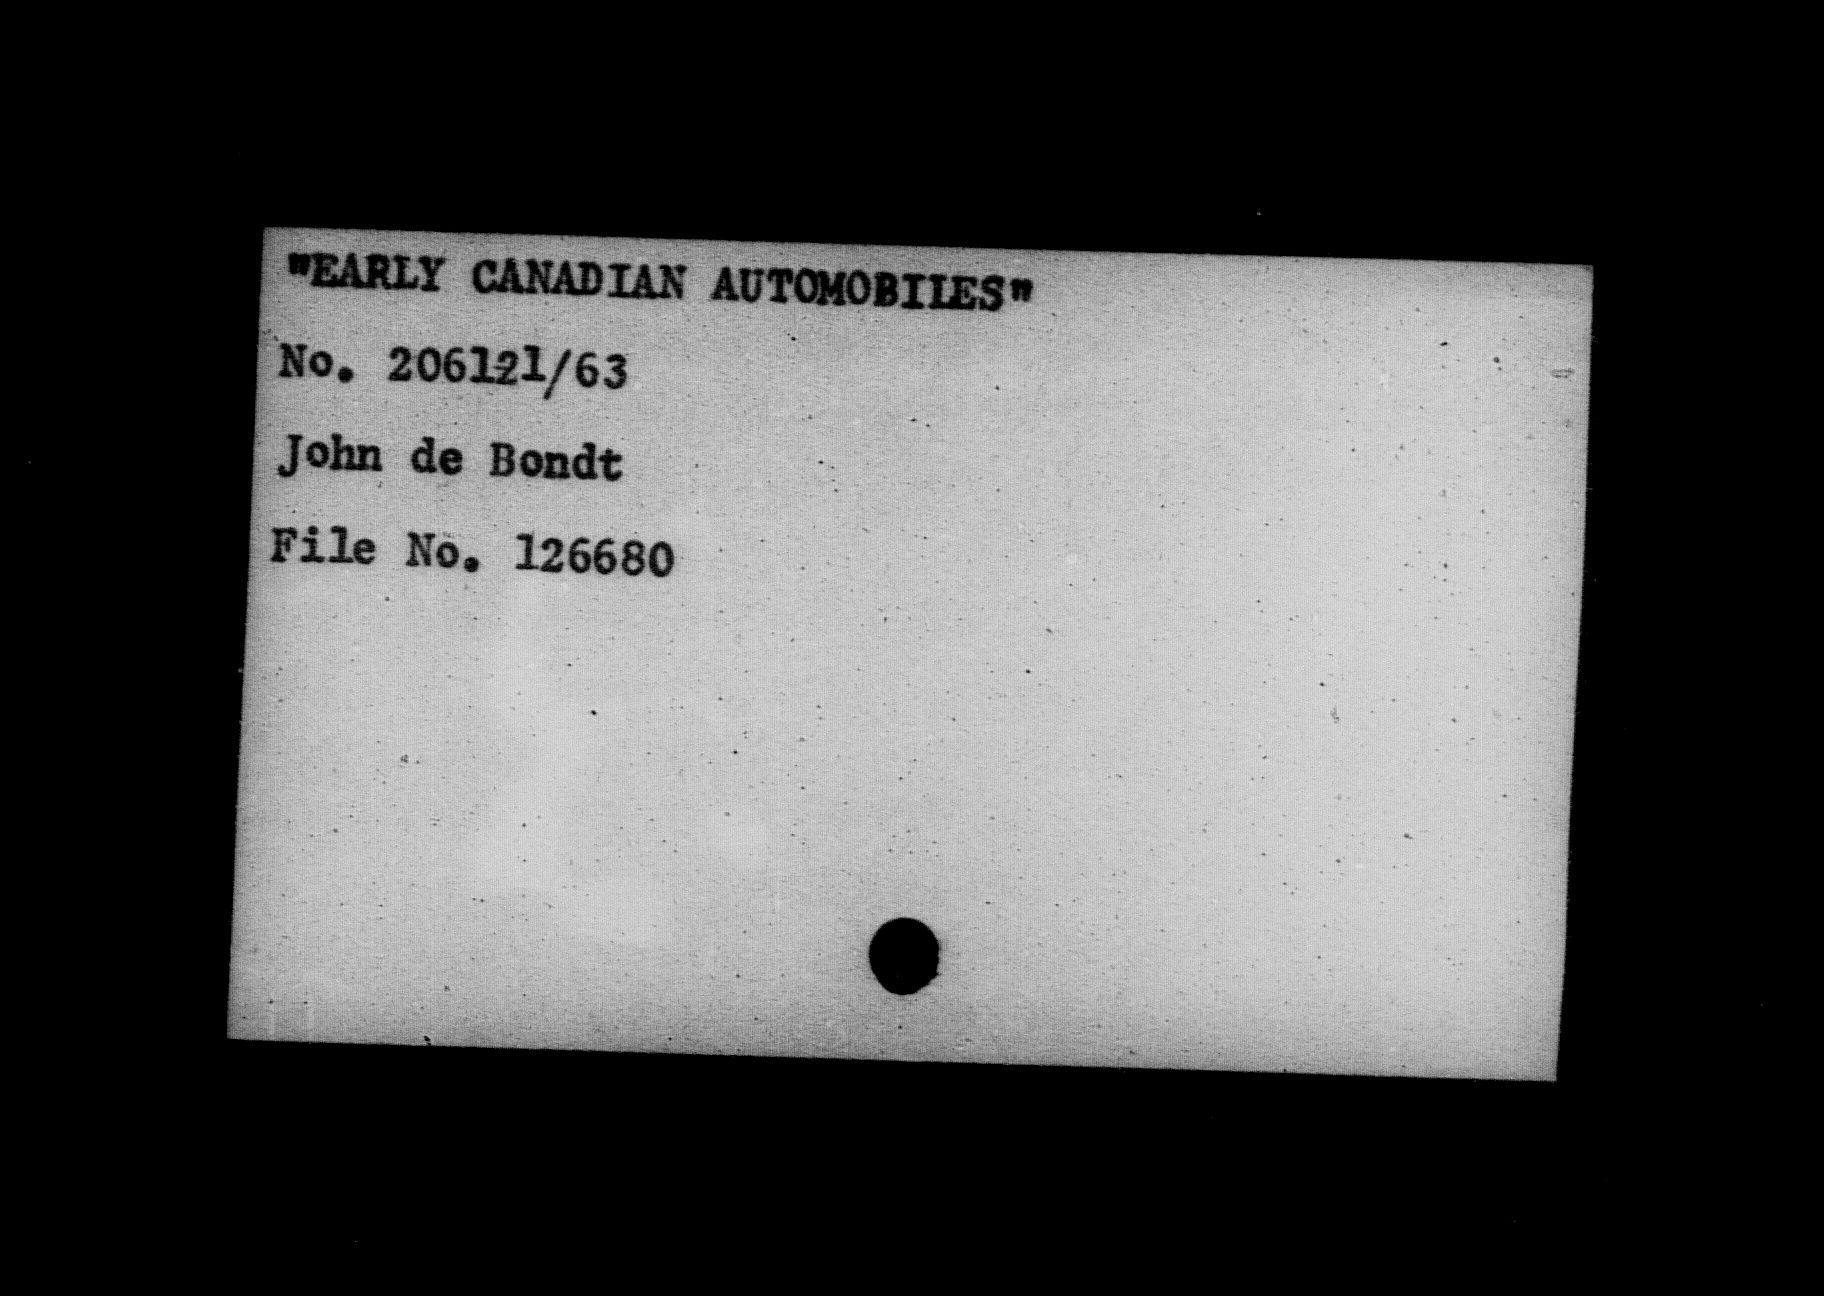 "EARLY CANADIAN AUTOMOBILES"
No. 206121/63
John de Bondt
File No. 126680